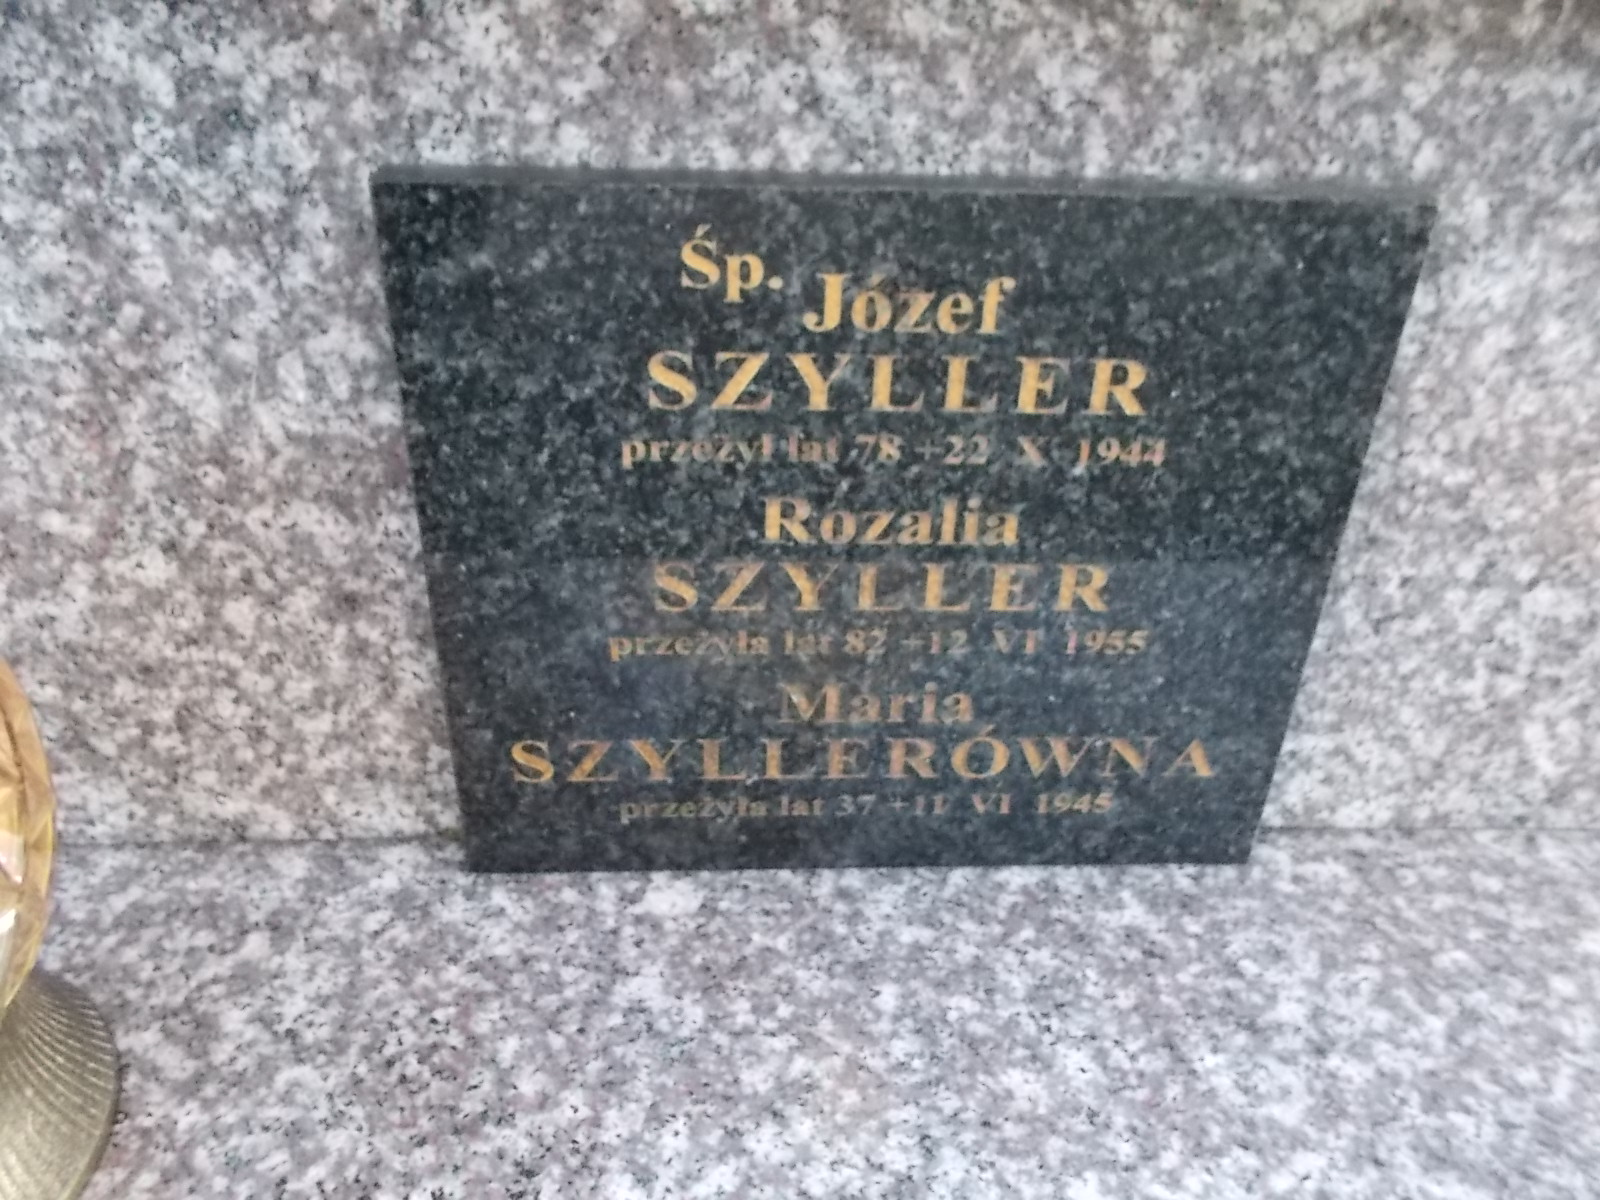 Śp. Józef
SZYLLER
przeżył lat 78 +22 X 1944
Rozalia
SZYLLER
przeżyła lat 82 +12 VI 1955
Maria
SZYLLERÓWNA
przeżyła lat 37 +11 VI 1945